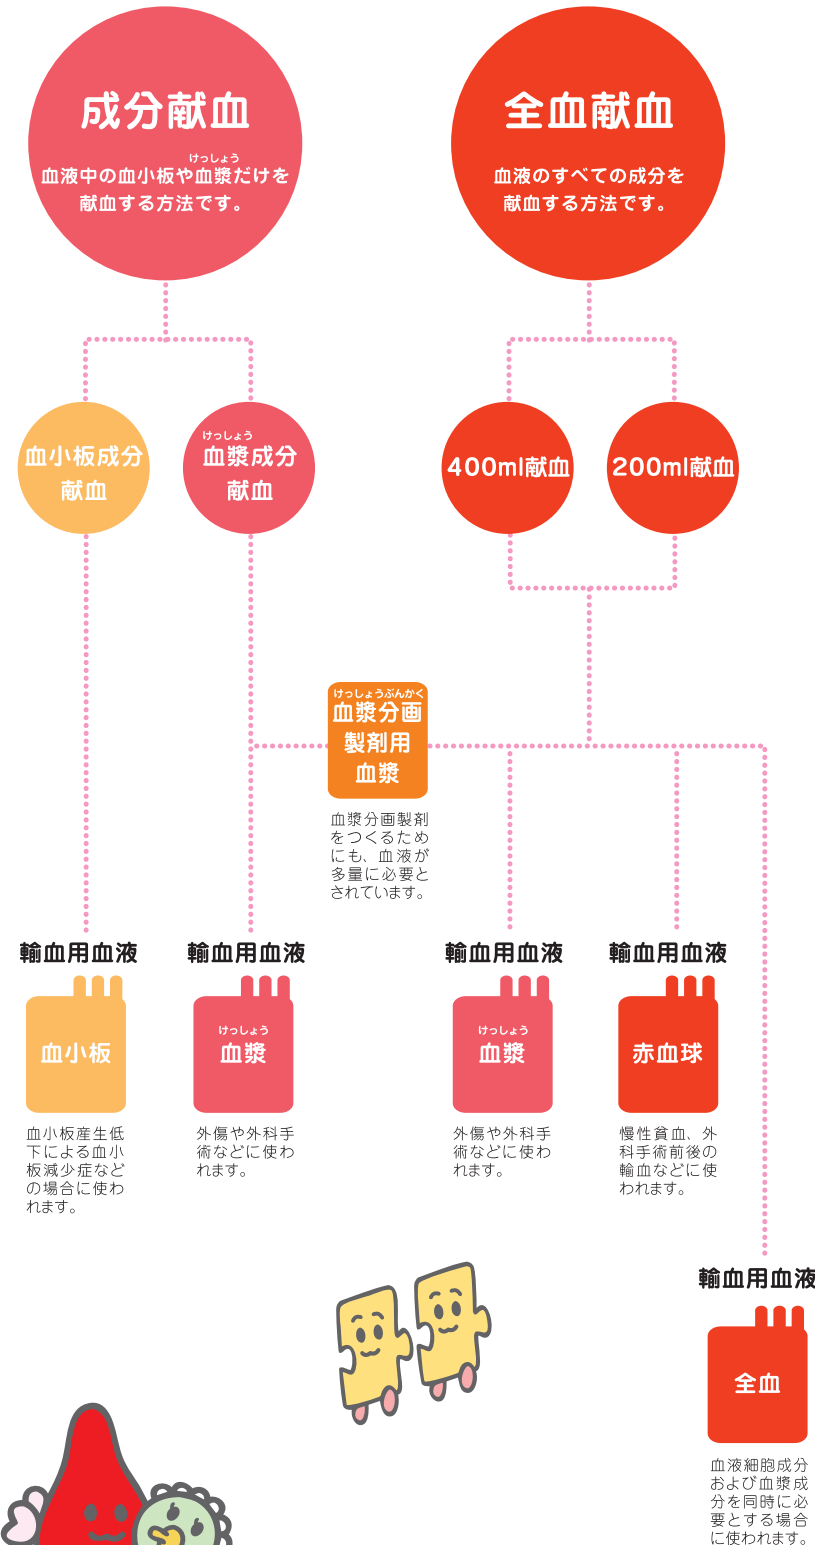 成分献血
けっしょう
血液中の血小板や血漿だけを
献血する方法です。
全血献血
血液のすべての成分を
献血する方法です。
血小板成分
献血
けっしょう
血漿成分
献血
400ml献血
200ml献血
けっしょうぶんかく
血漿分画
製剤用
血漿
血漿分画製剤
をつくるため
にも、血液が
多量に必要と
されています。
輸血用血液
血小板
血小板産生低
下による血小
板減少症など
の場合に使わ
れます。
輸血用血液
けっしょう
血漿
外傷や外科手
術などに使わ
れます。
輸血用血液
けっしょう
血漿
外傷や外科手
術などに使わ
れます。
輸血用血液
赤血球
慢性貧血、外
科手術前後の
輸血などに使
われます。
輸血用血液
全血
血液細胞成分
および血漿成
分を同時に必
要とする場合
に使われます。